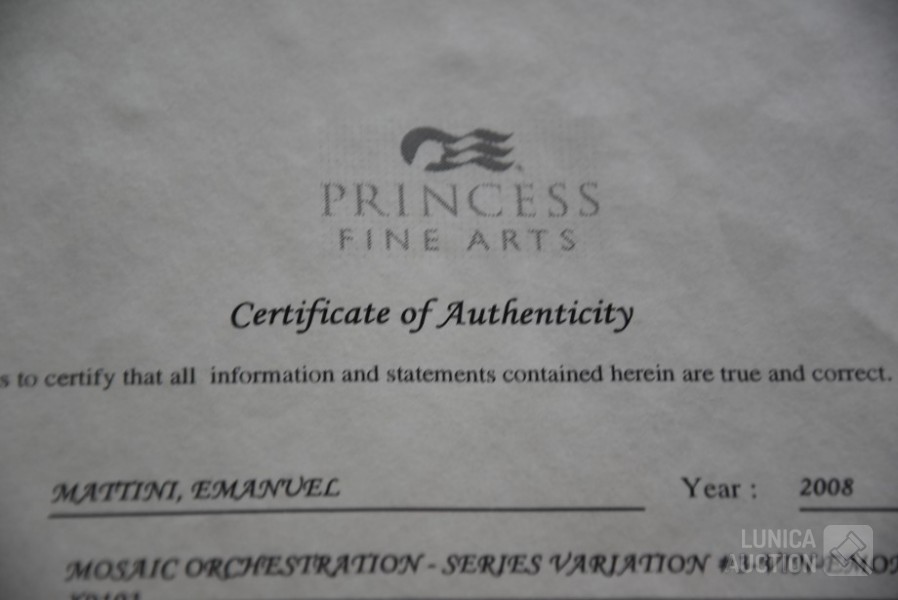 PRINCESS
FINE ARTS
Certificate of Authenticity
s to certify that all information and statements contained herein are true and correct.
MATTINI, EMANUEL Year : 2008
MOSAIC ORCHESTRATION - SERIES VARIATION
LUNICA
AUCTION